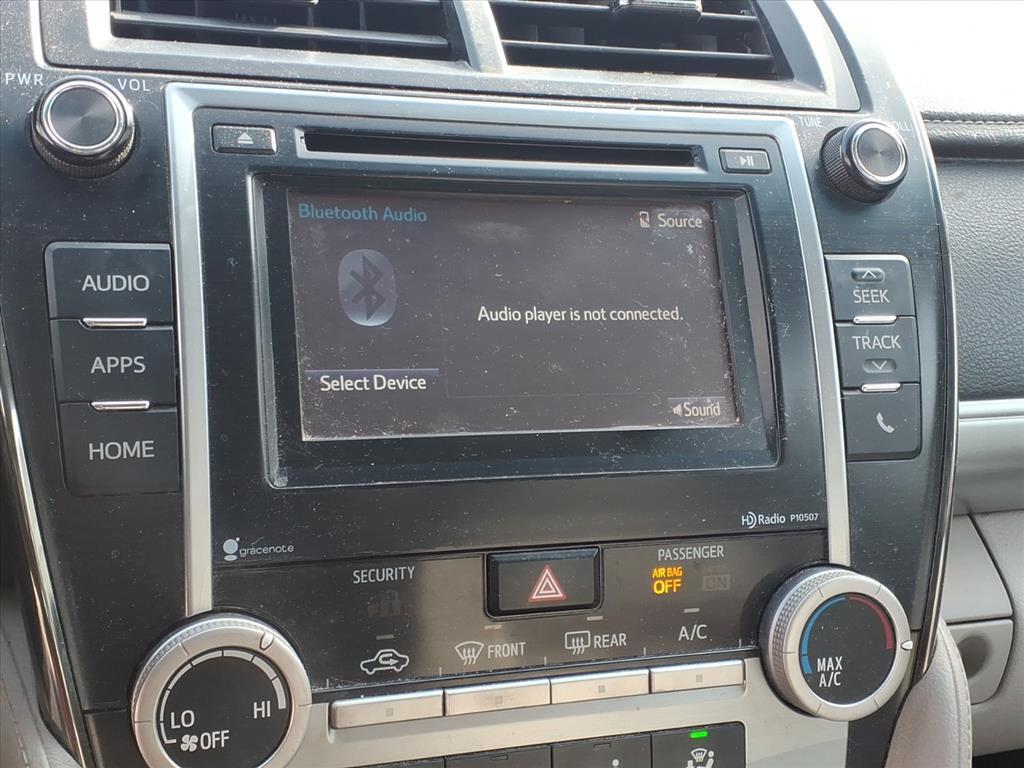 PWR
VOL
TUNE
Bluetooth Audio
Source
AUDIO
SEEK
Audio player is not connected.
TRACK
APPS
Select Device
Sound
HOME
HD Radio P10507
gracenote
SECURITY
PASSENGER
AIR BAG
OFF
ON
FRONT
REAR
A/C
LO
HI
OFF
MAX
A/C